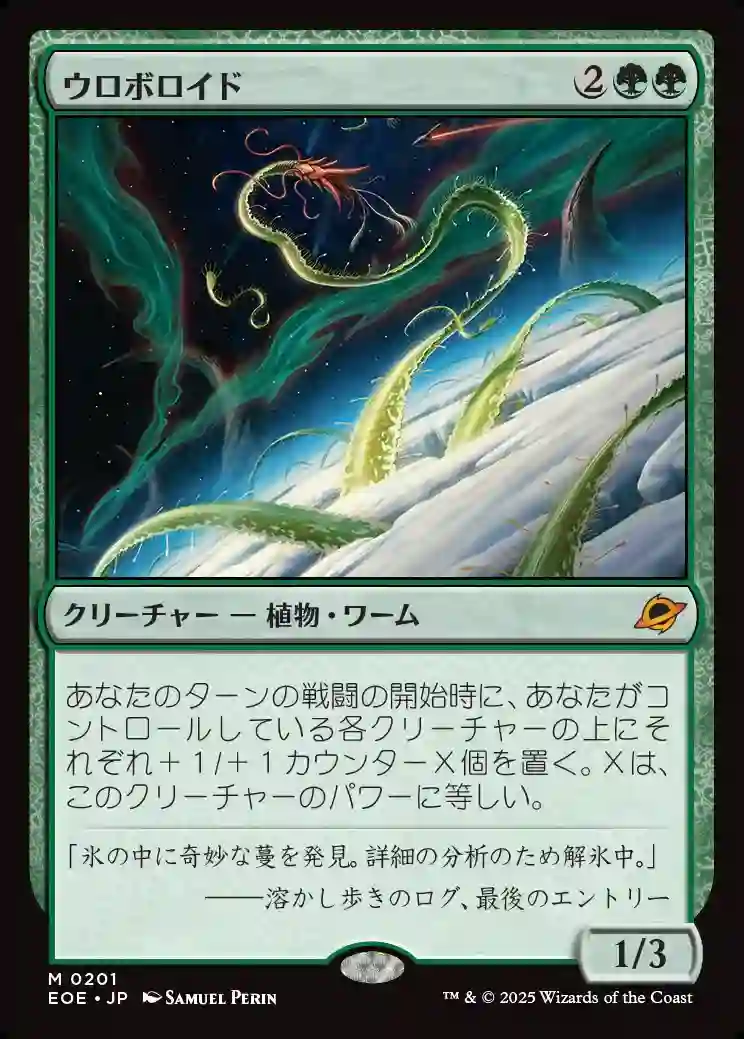 ウロボロイド 2
クリーチャー — 植物・ワーム
あなたのターンの戦闘の開始時に、あなたがコ
ントロールしている各クリーチャーの上にそ
れぞれ＋１/＋１カウンターＸ個を置く。Ｘは、
このクリーチャーのパワーに等しい。
「氷の中に奇妙な蔓を発見。詳細の分析のため解氷中。」
――溶かし歩きのログ、最後のエントリー
1/3
M 0201
EOE • JP SAMUEL PERIN
™ & © 2025 Wizards of the Coast